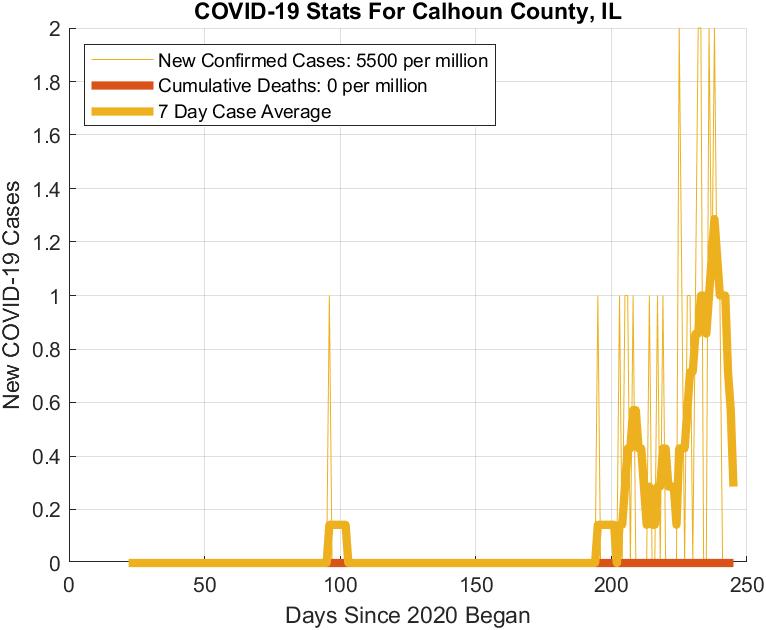 COVID-19 Stats For Calhoun County, IL
New Confirmed Cases: 5500 per million
Cumulative Deaths: 0 per million
7 Day Case Average
New COVID-19 Cases
2
1.8
1.6
1.4
1.2
1
0.8
0.6
0.4
0.2
0
0 50 100 150 200 250
Days Since 2020 Began